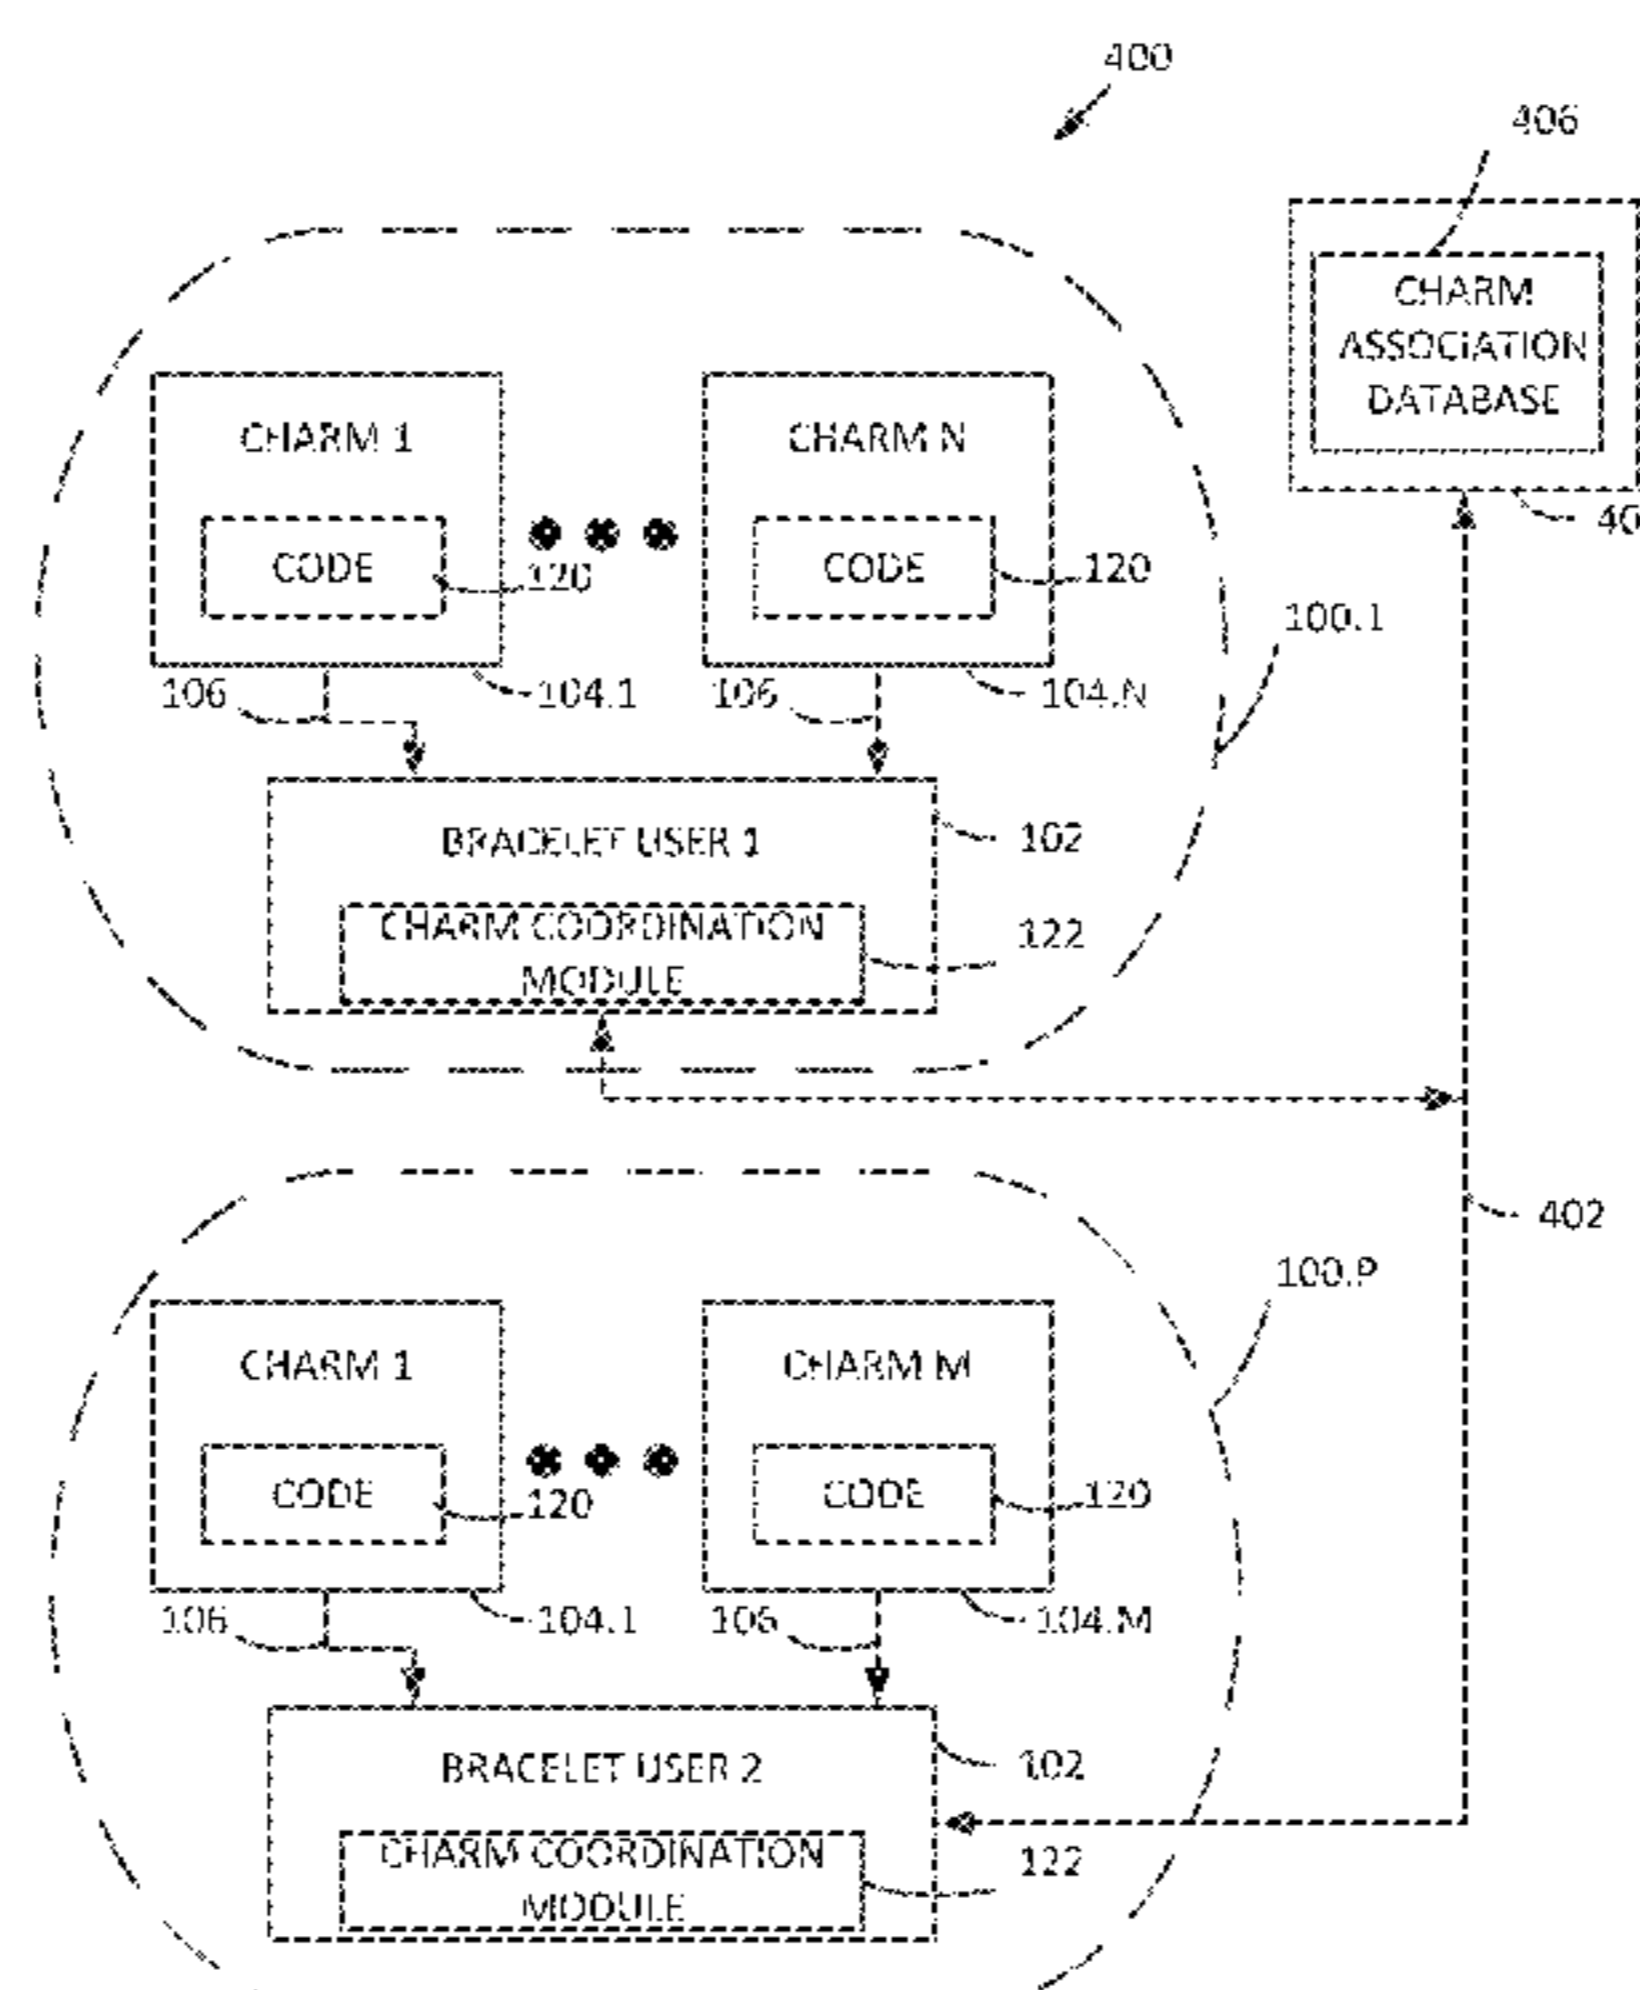 400
406
CHARM
ASSOCIATION
DATABASE
40
CHARM 1
CHARM N
CODE
120
CODE
120
100.1
106
104.1
106
104.N
BRACELET USER 1
102
CHARM COORDINATION
MODULE
122
402
100.P
CHARM 1
CHARM M
CODE
120
CODE
120
106
104.1
106
104.M
BRACELET USER 2
102
CHARM COORDINATION
MODULE
122